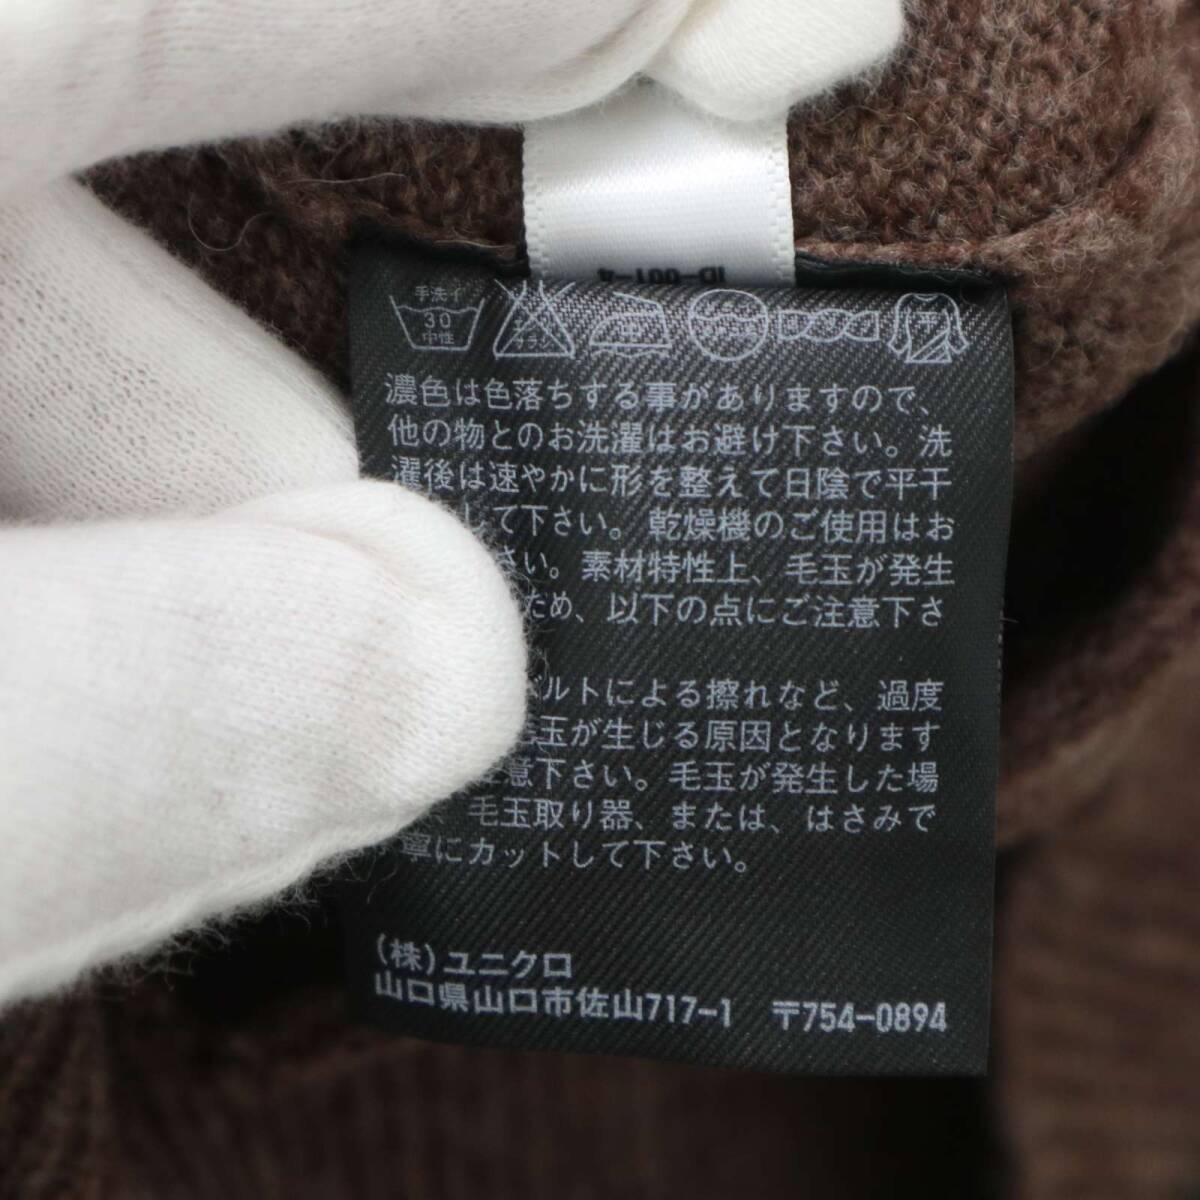 ID-001-4
手洗イ
30
中性
平
濃色は色落ちする事がありますので、
他の物とのお洗濯はお避け下さい。洗
濯後は速やかに形を整えて日陰で平干
して下さい。乾燥機のご使用はお
さい。素材特性上、毛玉が発生
ため、以下の点にご注意下さ
ベルトによる擦れなど、過度
毛玉が生じる原因となります
意下さい。毛玉が発生した場
毛玉取り器、または、はさみで
寧にカットして下さい。
(株)ユニクロ
山口県山口市佐山717-1 〒754-0894